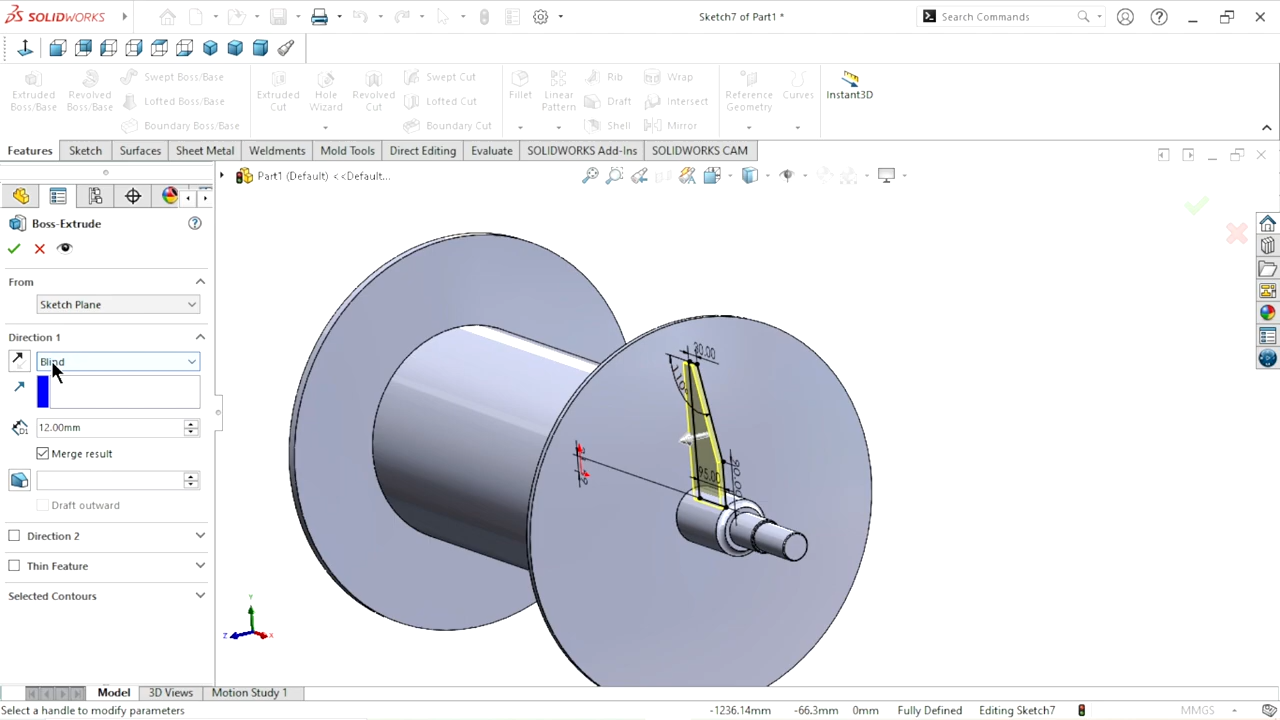 SOLIDWORKS
Sketch7 of Part1 *
Search Commands
Extruded Boss/Base
Revolved Boss/Base
Swept Boss/Base
Lofted Boss/Base
Boundary Boss/Base
Extruded Cut
Hole Wizard
Revolved Cut
Swept Cut
Lofted Cut
Boundary Cut
Fillet
Linear Pattern
Rib
Draft
Shell
Wrap
Intersect
Mirror
Reference Geometry
Curves
Instant3D
Features Sketch Surfaces Sheet Metal Weldments Mold Tools Direct Editing Evaluate SOLIDWORKS Add-Ins SOLIDWORKS CAM
Part1 (Default) <<Default...
Boss-Extrude
From
Sketch Plane
Direction 1
Blind
12.00mm
Merge result
Draft outward
Direction 2
Thin Feature
Selected Contours
30.00
110°
95.00
Y
Z
X
Model 3D Views Motion Study 1
Select a handle to modify parameters
-1236.14mm -66.3mm 0mm Fully Defined Editing Sketch7 MMGS